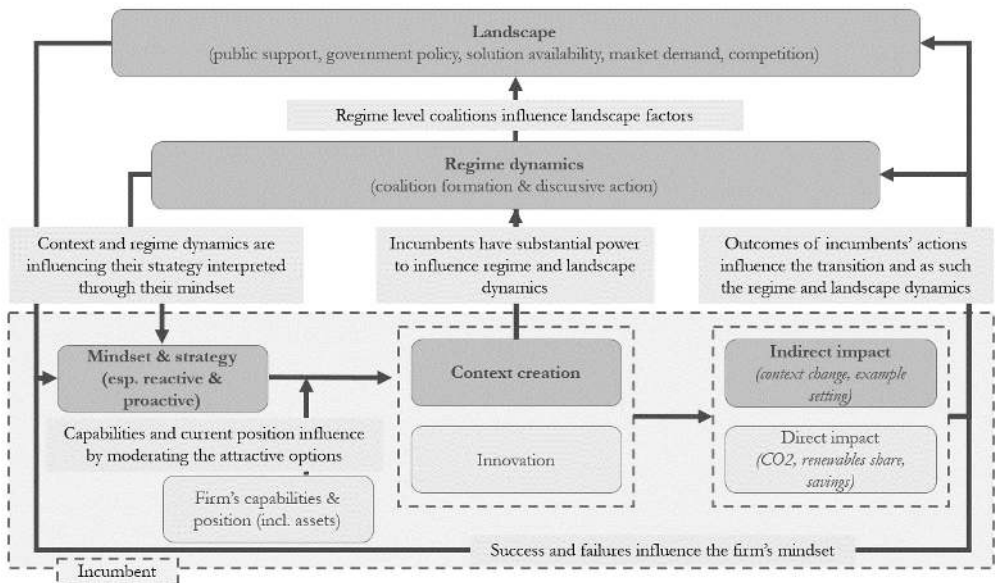 Landscape
(public support, government policy, solution availability, market demand, competition)
Regime level coalitions influence landscape factors
Regime dynamics
(coalition formation & discursive action)
Context and regime dynamics are
influencing their strategy interpreted
through their mindset
Incumbents have substantial power
to influence regime and landscape
dynamics
Outcomes of incumbents' actions
influence the transition and as such
the regime and landscape dynamics
Mindset & strategy
(esp. reactive &
proactive)
Context creation
Indirect impact
(context change, example
setting)
Capabilities and current position influence
by moderating the attractive options
Innovation
Direct impact
(CO2, renewables share,
savings)
Firm's capabilities &
position (incl. assets)
Success and failures influence the firm's mindset
Incumbent